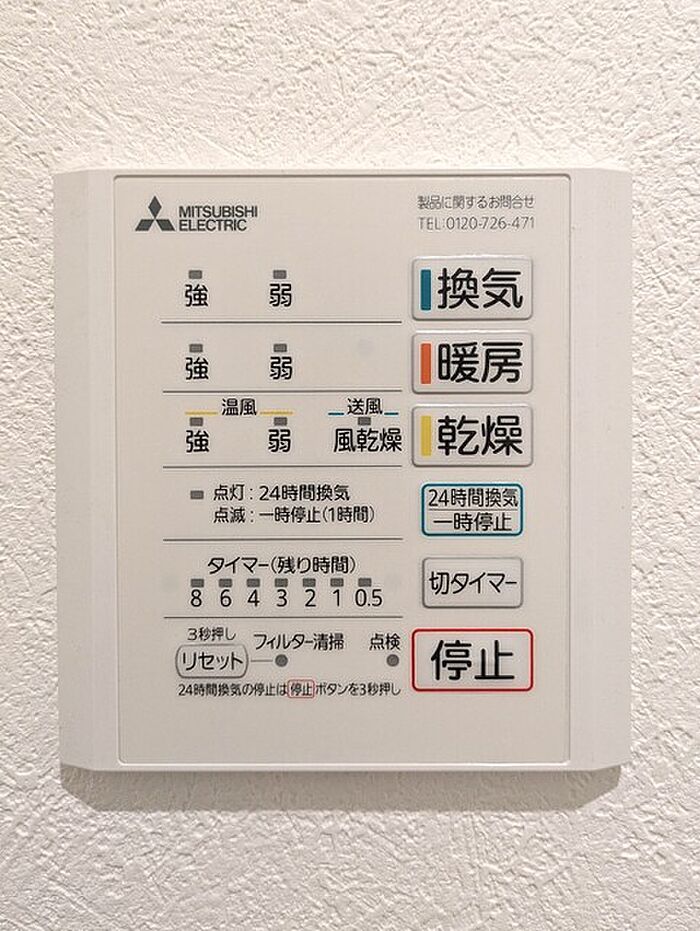 MITSUBISHI
ELECTRIC
製品に関するお問合せ
TEL:0120-726-471
強 弱 換気
強 弱 暖房
温風 送風
強 弱 風乾燥 乾燥
点灯：24時間換気
点滅：一時停止(1時間)
24時間換気
一時停止
タイマー(残り時間)
8 6 4 3 2 1 0.5
切タイマー
3秒押し
リセット フィルター清掃 点検
停止
24時間換気の停止は停止ボタンを3秒押し